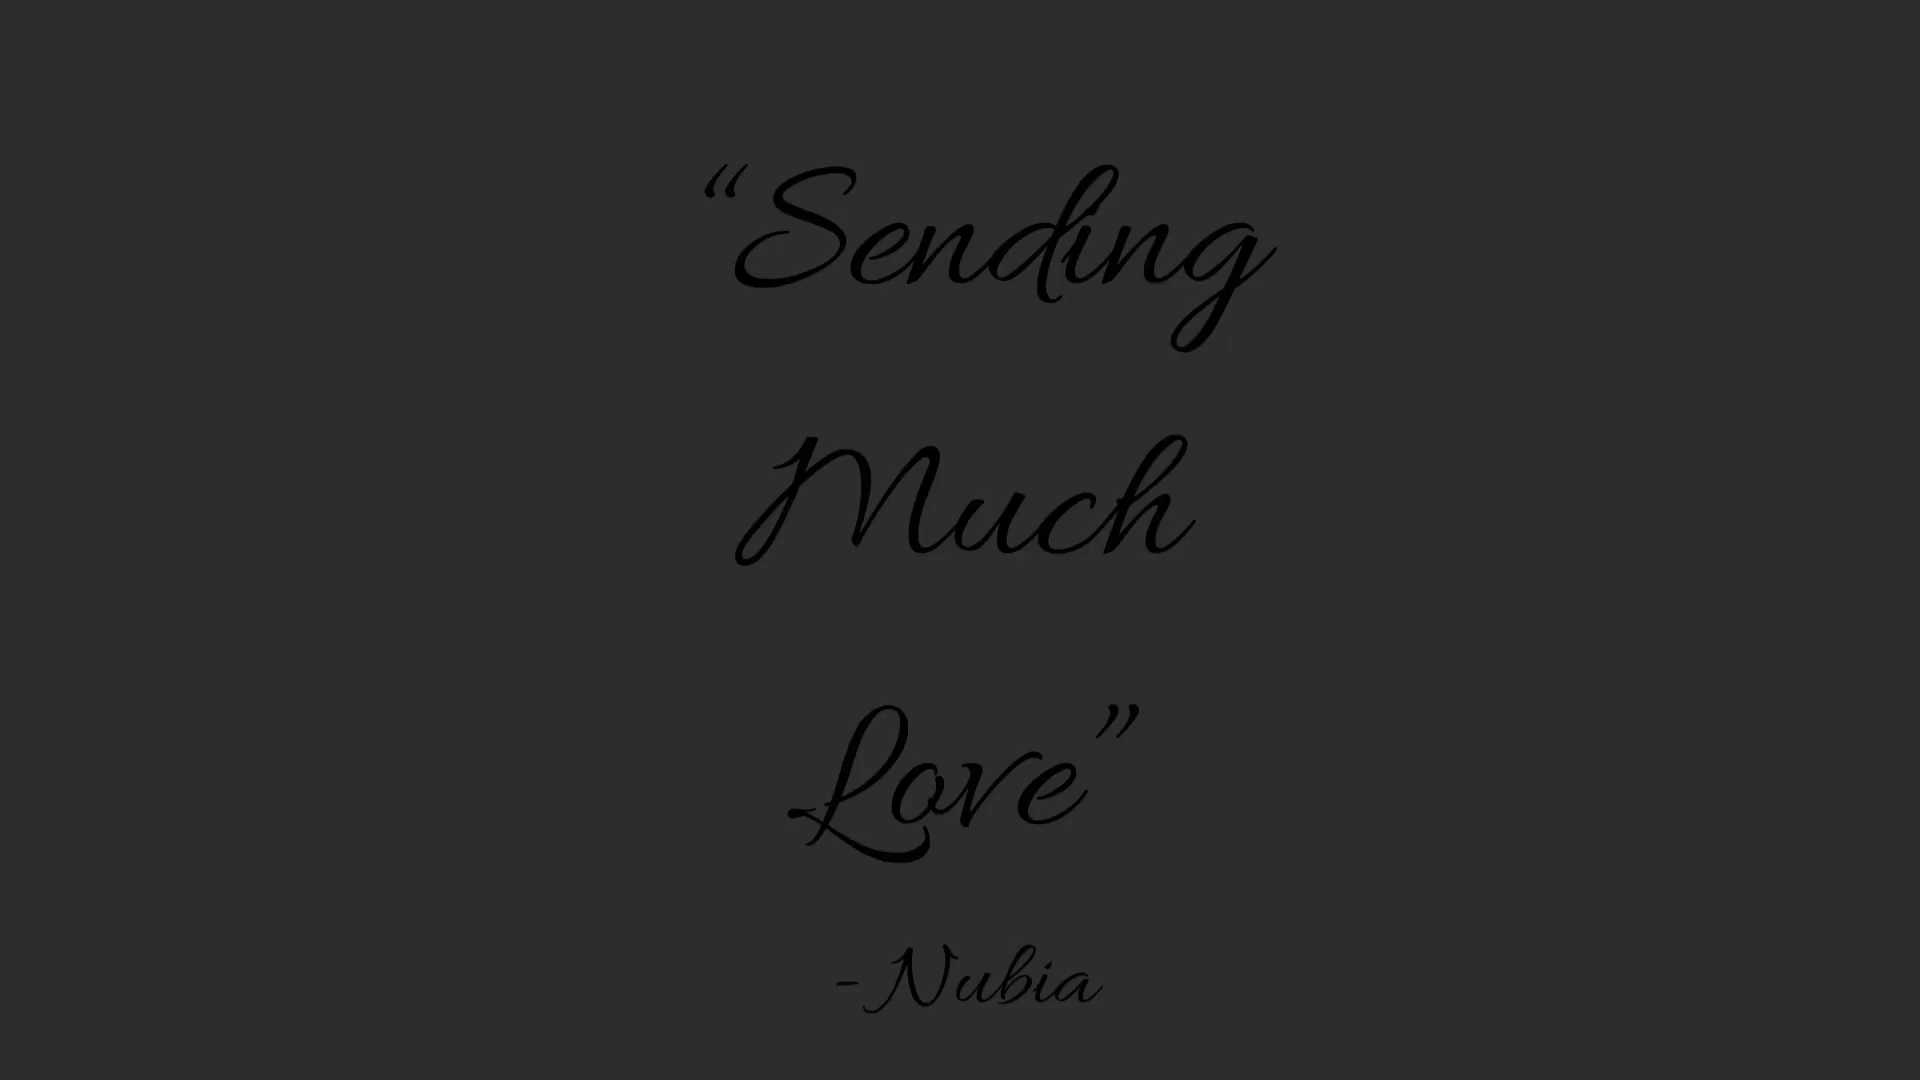 “Sending
Much
Love”
- Nubia